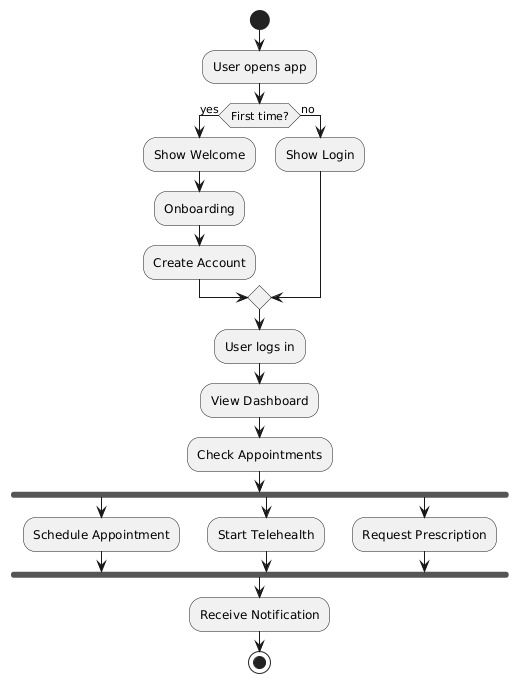 User opens app
yes
First time?
no
Show Welcome
Show Login
Onboarding
Create Account
User logs in
View Dashboard
Check Appointments
Schedule Appointment
Start Telehealth
Request Prescription
Receive Notification